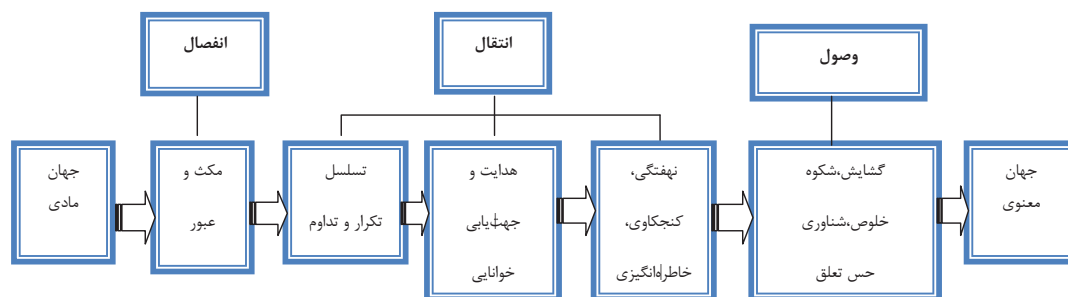 انفصال
انتقال
وصول
جهان
مادی
مکث و
عبور
تسلسل
تکرار و تداوم
هدایت و
جهت‌یابی
خوانایی
نهفتگی،
کنجکاوی،
خاطره‌انگیزی
گشایش،شکوه
خلوص،شناوری
حس تعلق
جهان
معنوی